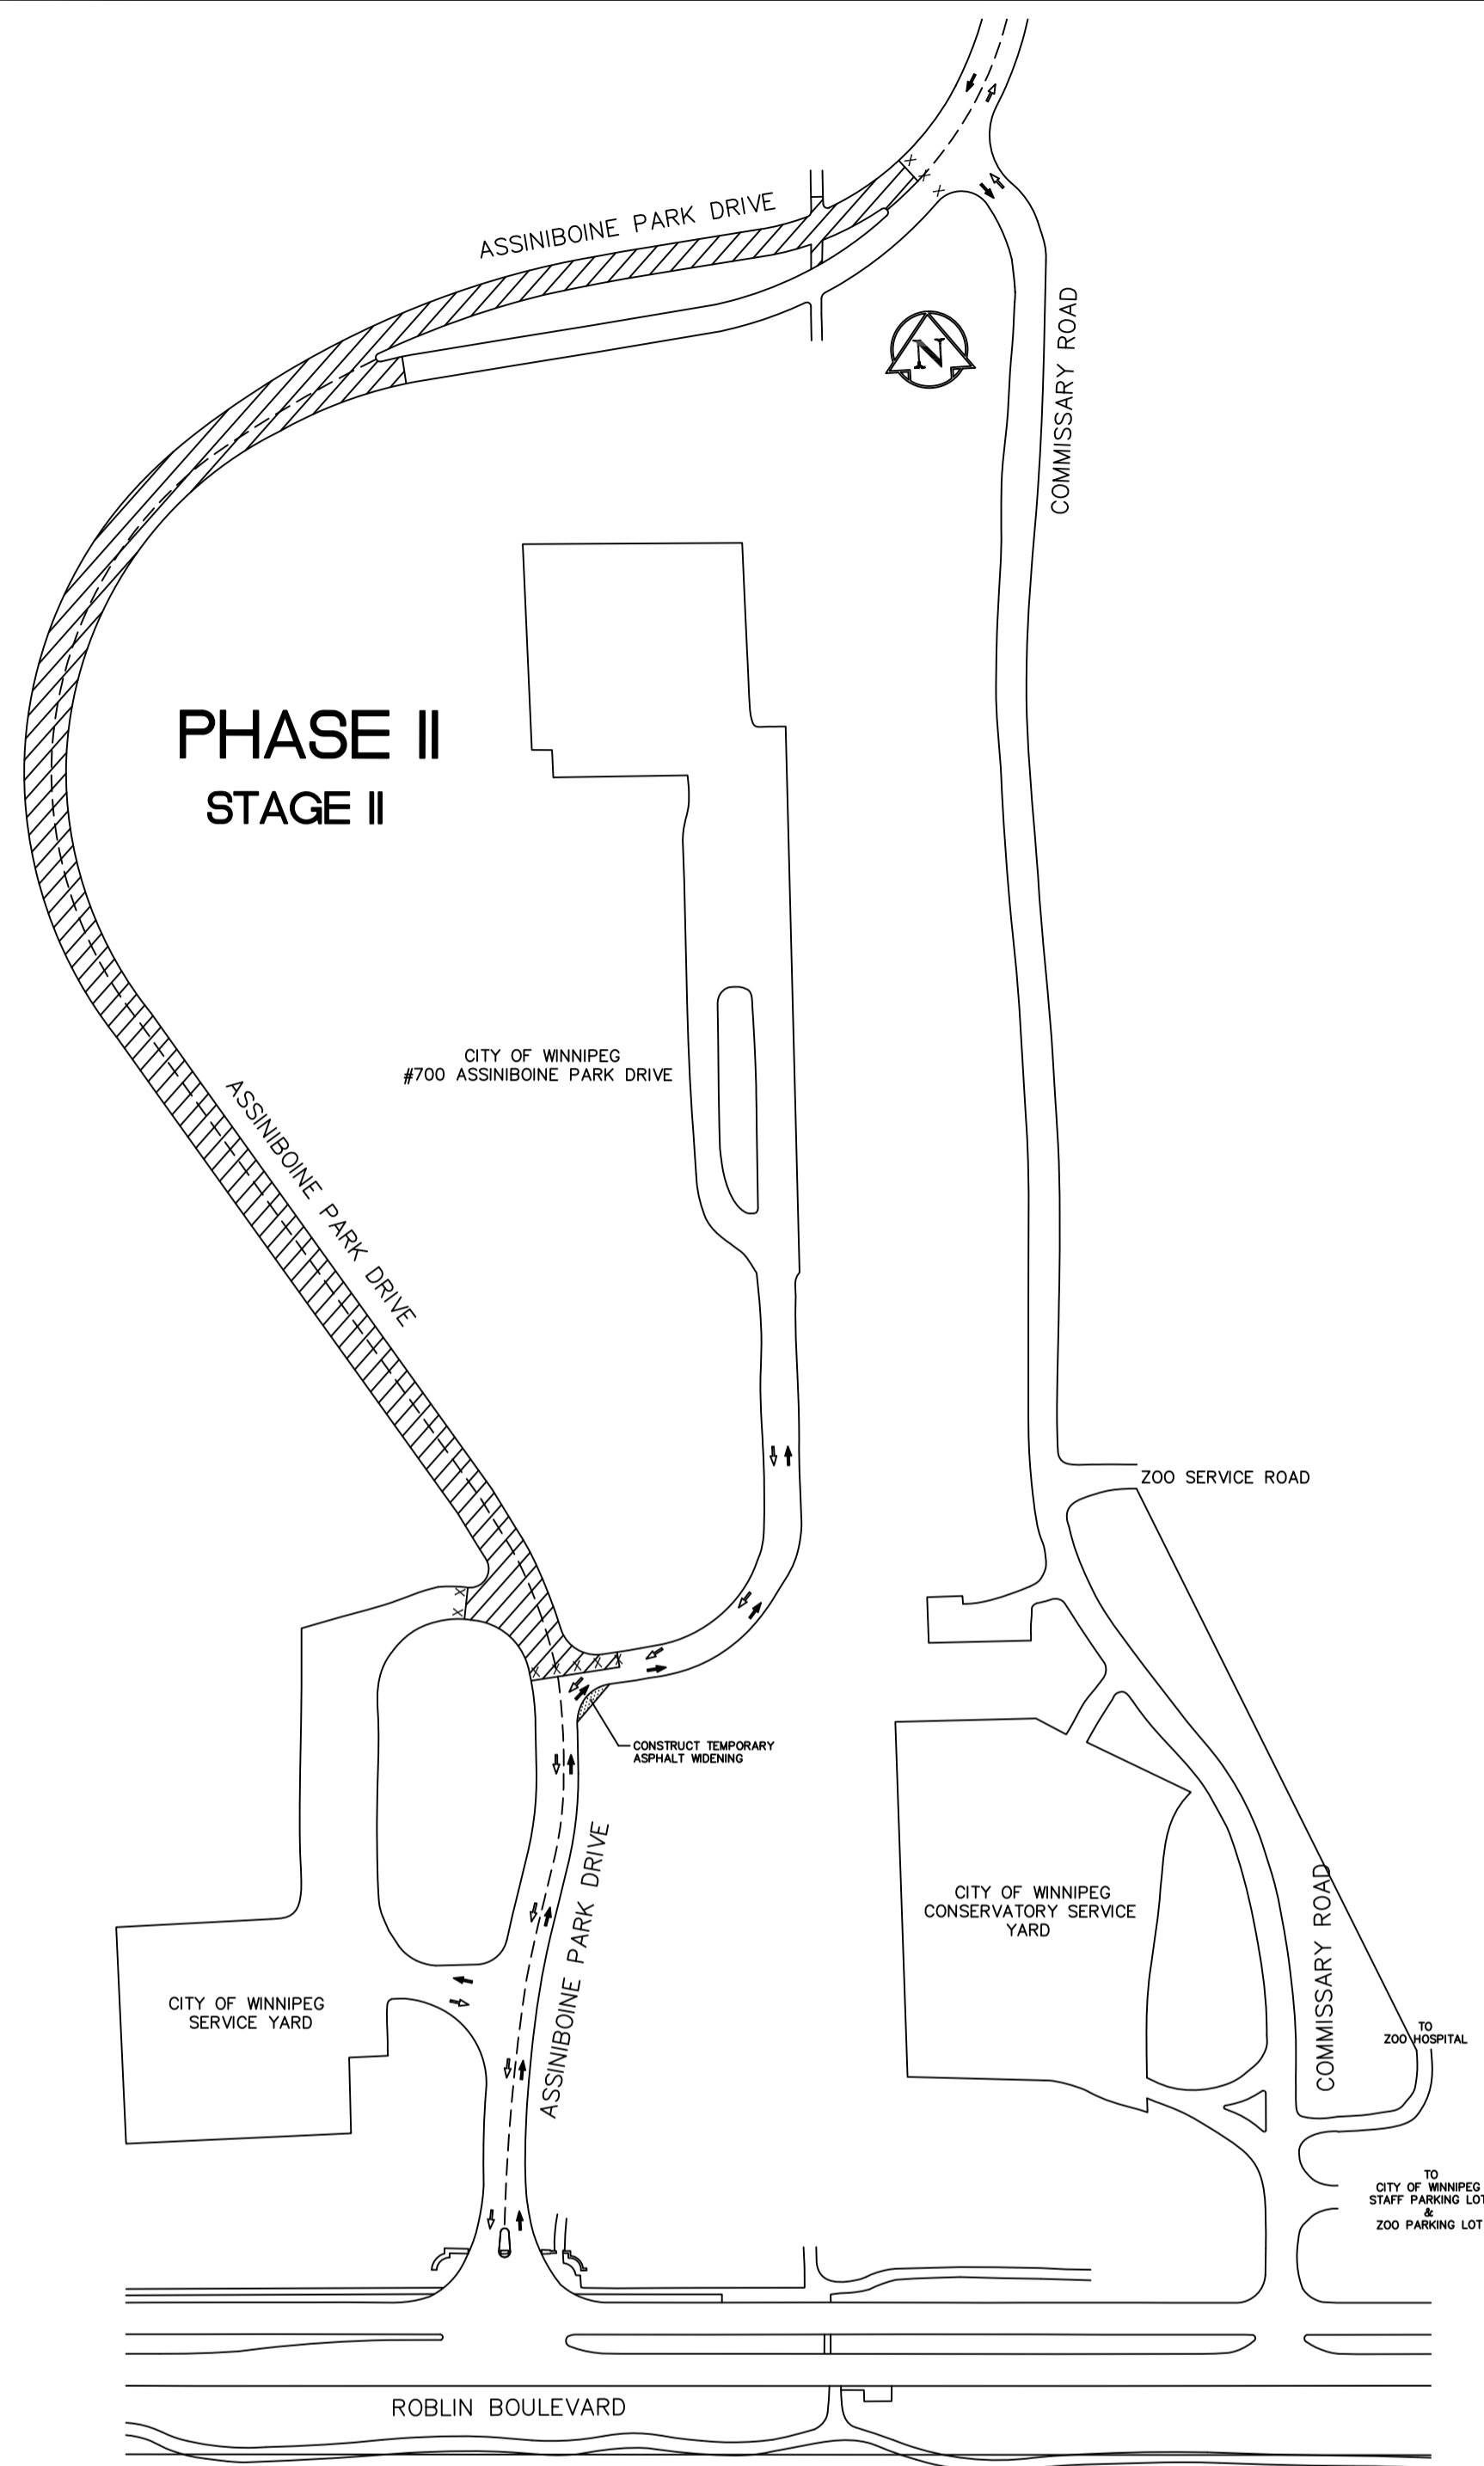 ASSINIBOINE PARK DRIVE
N
COMMISSARY ROAD
PHASE II
STAGE II
CITY OF WINNIPEG
#700 ASSINIBOINE PARK DRIVE
ASSINIBOINE PARK DRIVE
ZOO SERVICE ROAD
CONSTRUCT TEMPORARY
ASPHALT WIDENING
ASSINIBOINE PARK DRIVE
CITY OF WINNIPEG
CONSERVATORY SERVICE
YARD
COMMISSARY ROAD
CITY OF WINNIPEG
SERVICE YARD
TO
ZOO HOSPITAL
TO
CITY OF WINNIPEG
STAFF PARKING LOT
&
ZOO PARKING LOT
ROBLIN BOULEVARD